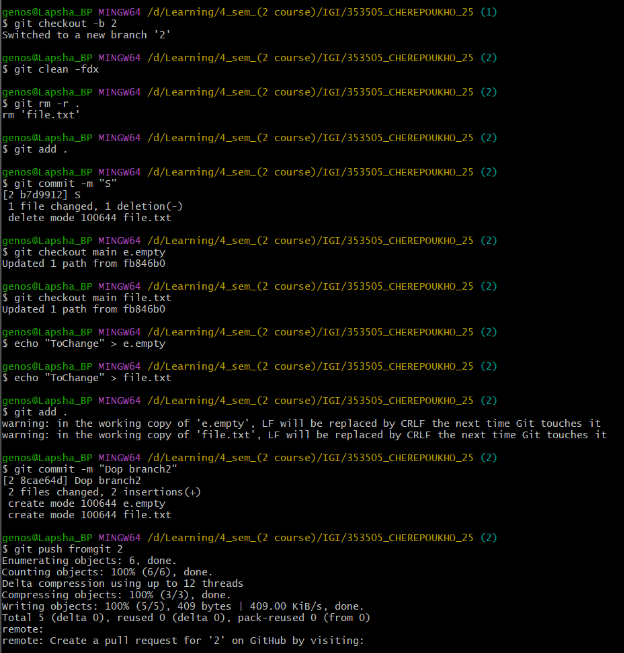 genos@Lapsha_BP MINGW64 /d/Learning/4_sem_(2 course)/IGI/353505_CHEREPOUKHO_25 (1)
$ git checkout -b 2
Switched to a new branch '2'
genos@Lapsha_BP MINGW64 /d/Learning/4_sem_(2 course)/IGI/353505_CHEREPOUKHO_25 (2)
$ git clean -fdx
genos@Lapsha_BP MINGW64 /d/Learning/4_sem_(2 course)/IGI/353505_CHEREPOUKHO_25 (2)
$ git rm -r .
rm 'file.txt'
genos@Lapsha_BP MINGW64 /d/Learning/4_sem_(2 course)/IGI/353505_CHEREPOUKHO_25 (2)
$ git add .
genos@Lapsha_BP MINGW64 /d/Learning/4_sem_(2 course)/IGI/353505_CHEREPOUKHO_25 (2)
$ git commit -m "S"
[2 b7d9912] S
 1 file changed, 1 deletion(-)
 delete mode 100644 file.txt
genos@Lapsha_BP MINGW64 /d/Learning/4_sem_(2 course)/IGI/353505_CHEREPOUKHO_25 (2)
$ git checkout main e.empty
Updated 1 path from fb846b0
genos@Lapsha_BP MINGW64 /d/Learning/4_sem_(2 course)/IGI/353505_CHEREPOUKHO_25 (2)
$ git checkout main file.txt
Updated 1 path from fb846b0
genos@Lapsha_BP MINGW64 /d/Learning/4_sem_(2 course)/IGI/353505_CHEREPOUKHO_25 (2)
$ echo "ToChange" > e.empty
genos@Lapsha_BP MINGW64 /d/Learning/4_sem_(2 course)/IGI/353505_CHEREPOUKHO_25 (2)
$ echo "ToChange" > file.txt
genos@Lapsha_BP MINGW64 /d/Learning/4_sem_(2 course)/IGI/353505_CHEREPOUKHO_25 (2)
$ git add .
warning: in the working copy of 'e.empty', LF will be replaced by CRLF the next time Git touches it
warning: in the working copy of 'file.txt', LF will be replaced by CRLF the next time Git touches it
genos@Lapsha_BP MINGW64 /d/Learning/4_sem_(2 course)/IGI/353505_CHEREPOUKHO_25 (2)
$ git commit -m "Dop branch2"
[2 8cae64d] Dop branch2
 2 files changed, 2 insertions(+)
 create mode 100644 e.empty
 create mode 100644 file.txt
genos@Lapsha_BP MINGW64 /d/Learning/4_sem_(2 course)/IGI/353505_CHEREPOUKHO_25 (2)
$ git push fromgit 2
Enumerating objects: 6, done.
Counting objects: 100% (6/6), done.
Delta compression using up to 12 threads
Compressing objects: 100% (3/3), done.
Writing objects: 100% (5/5), 409 bytes | 409.00 KiB/s, done.
Total 5 (delta 0), reused 0 (delta 0), pack-reused 0 (from 0)
remote:
remote: Create a pull request for '2' on GitHub by visiting: